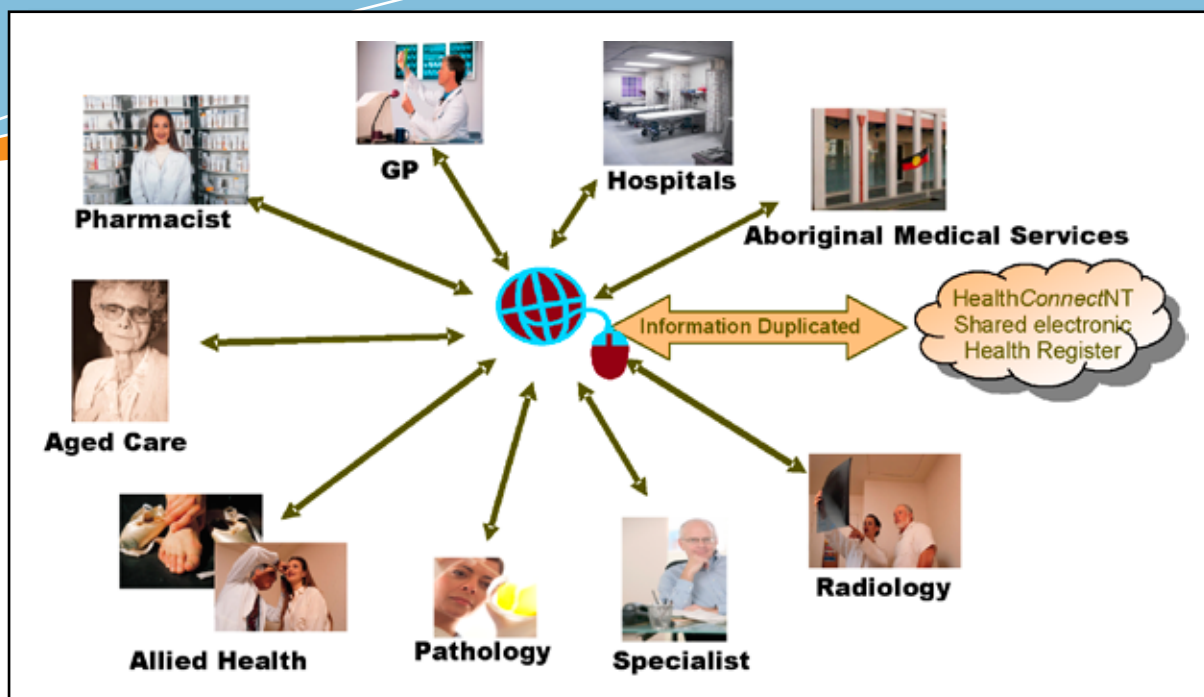 GP
Hospitals
Pharmacist
Aboriginal Medical Services
HealthConnectNT
Shared electronic
Health Register
Information Duplicated
Aged Care
Radiology
Allied Health
Pathology
Specialist